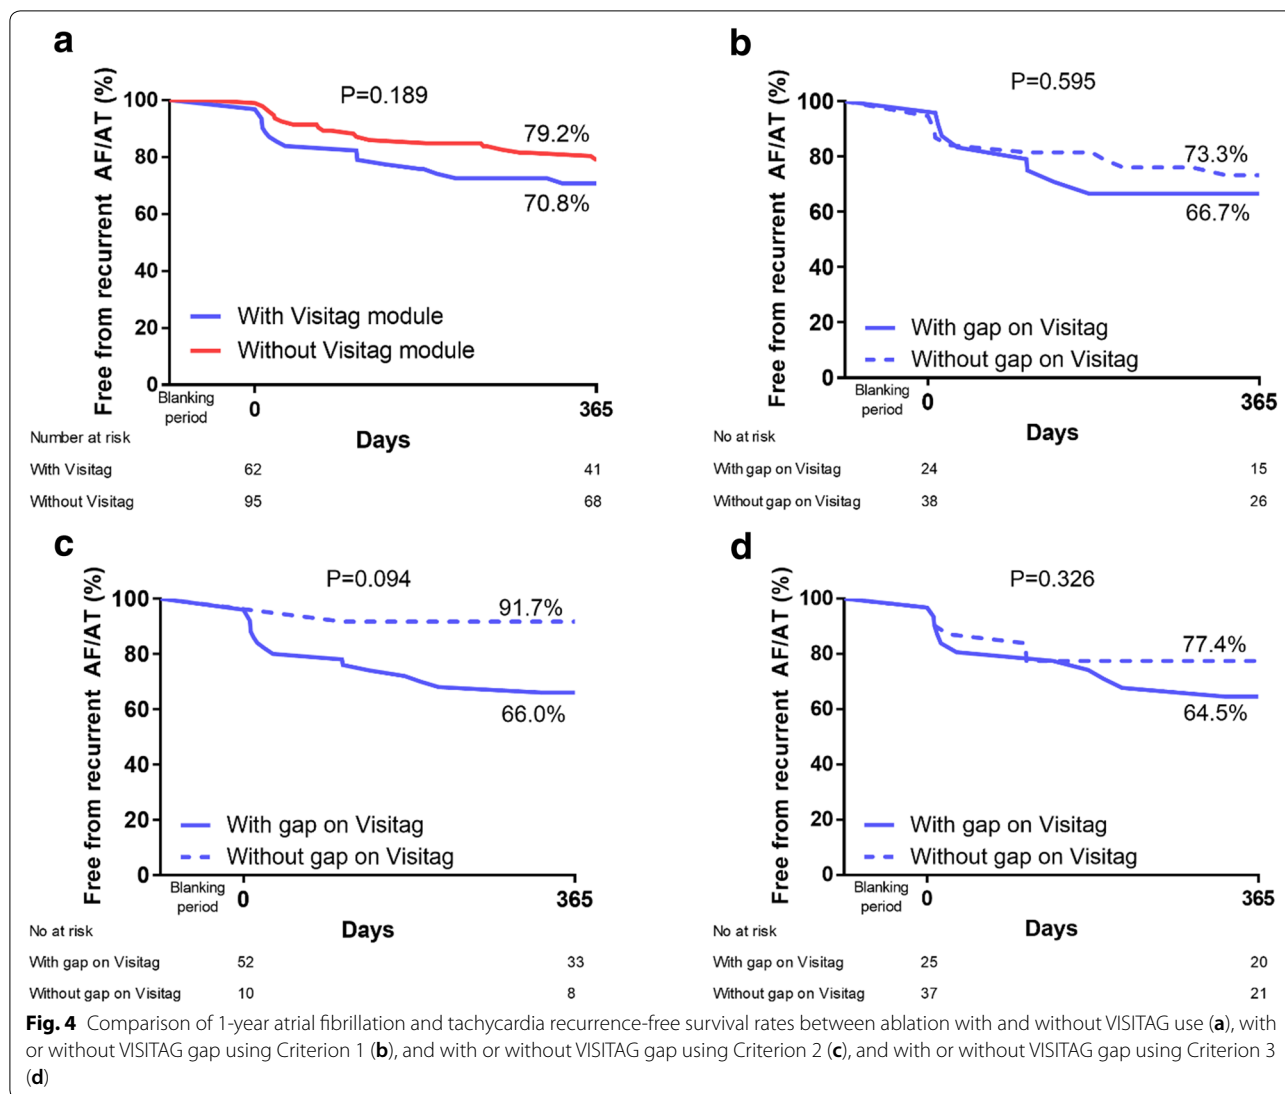 a
Free from recurrent AF/AT (%)
P=0.189
100
80
60
40
20
0
79.2%
70.8%
With Visitag module
Without Visitag module
Blanking
period
0
365
Days
Number at risk
With Visitag 62 41
Without Visitag 95 68
b
Free from recurrent AF/AT (%)
P=0.595
100
80
60
40
20
0
73.3%
66.7%
With gap on Visitag
Without gap on Visitag
Blanking
period
0
365
Days
No at risk
With gap on Visitag 24 15
Without gap on Visitag 38 26
c
Free from recurrent AF/AT (%)
P=0.094
100
80
60
40
20
0
91.7%
66.0%
With gap on Visitag
Without gap on Visitag
Blanking
period
0
365
Days
No at risk
With gap on Visitag 52 33
Without gap on Visitag 10 8
d
Free from recurrent AF/AT (%)
P=0.326
100
80
60
40
20
0
77.4%
64.5%
With gap on Visitag
Without gap on Visitag
Blanking
period
0
365
Days
No at risk
With gap on Visitag 25 20
Without gap on Visitag 37 21
Fig. 4 Comparison of 1-year atrial fibrillation and tachycardia recurrence-free survival rates between ablation with and without VISITAG use (a), with
or without VISITAG gap using Criterion 1 (b), and with or without VISITAG gap using Criterion 2 (c), and with or without VISITAG gap using Criterion 3
(d)